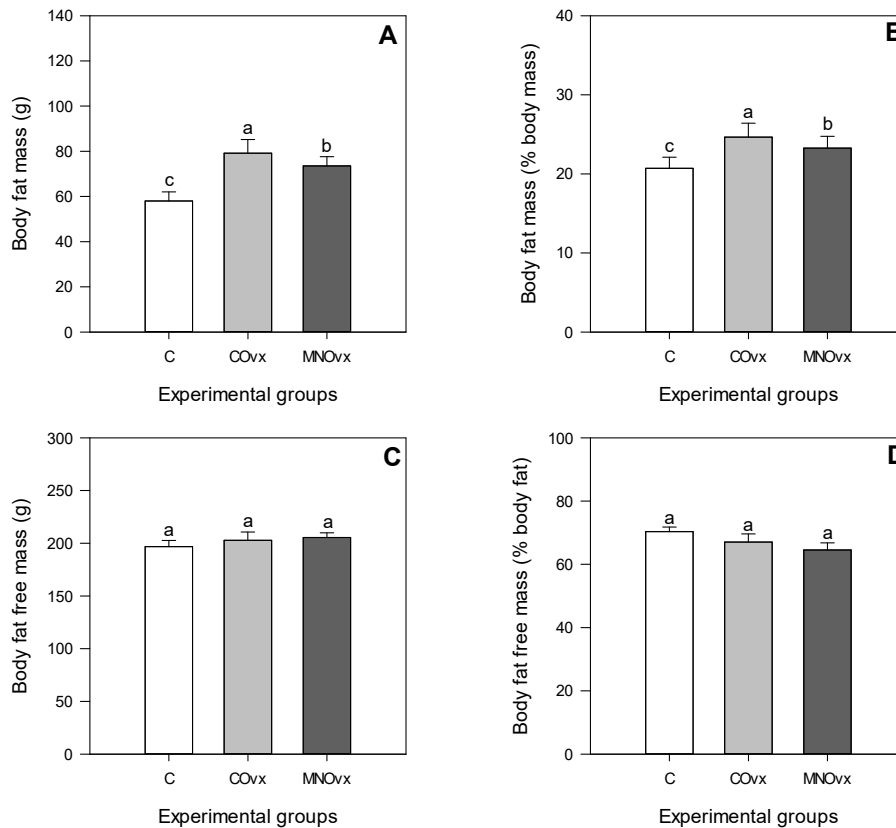 A
Body fat mass (g)
140
120
100
80
60
40
20
0
c
a
b
C
COvx
MNOvx
Experimental groups
Body fat mass (% body mass)
40
30
20
10
0
c
a
b
C
COvx
MNOvx
Experimental groups
C
Body fat free mass (g)
300
250
200
150
100
50
0
a
a
a
C
COvx
MNOvx
Experimental groups
Body fat free mass (% body fat)
100
80
60
40
20
0
a
a
a
C
COvx
MNOvx
Experimental groups